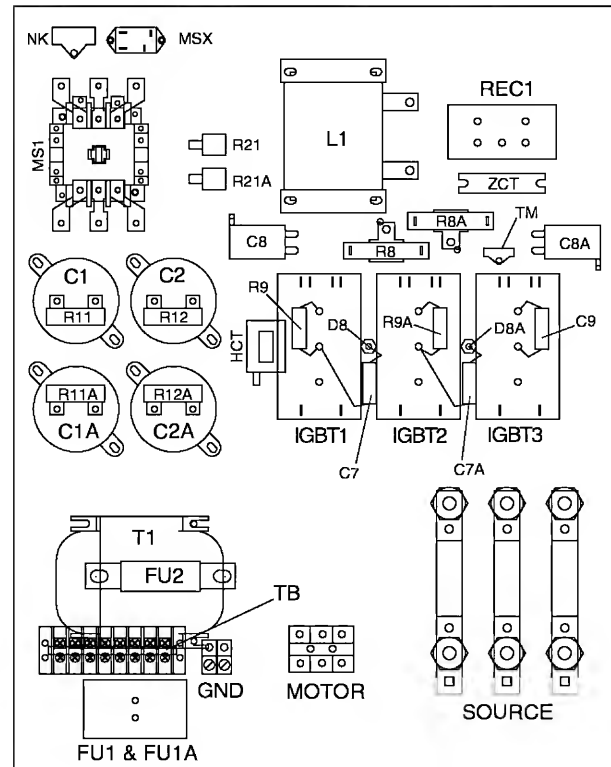 NK
MSX
MS1
R21
R21A
L1
REC1
ZCT
C8
R8
R8A
TM
C8A
C1
R11
C2
R12
HCT
R9
D8
R9A
D8A
C9
R11A
C1A
R12A
C2A
IGBT1
IGBT2
IGBT3
C7
C7A
T1
FU2
TB
GND
MOTOR
SOURCE
FU1 & FU1A